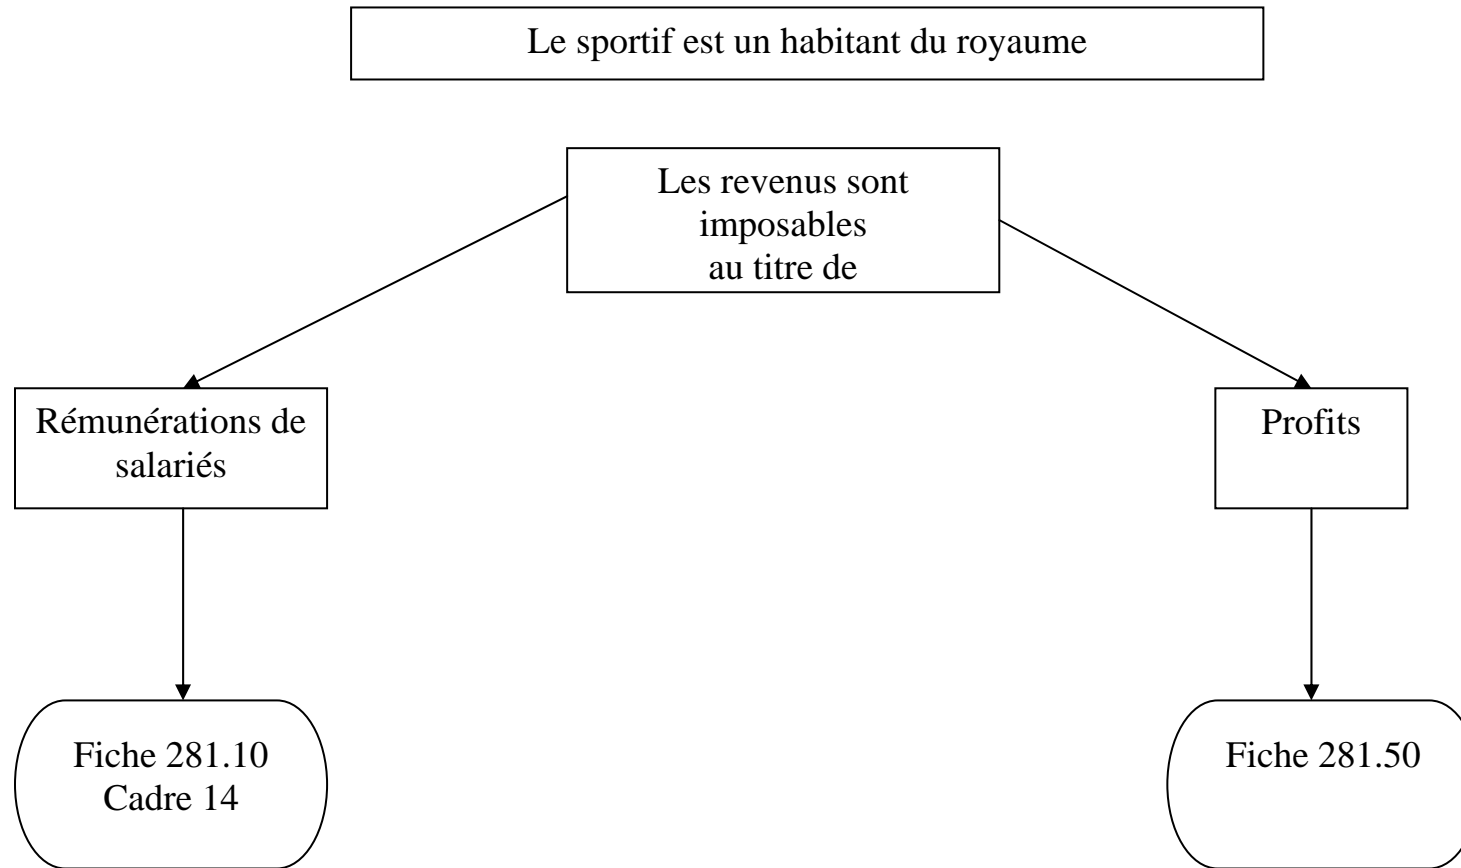 Le sportif est un habitant du royaume
Les revenus sont
imposables
au titre de
Rémunérations de
salariés
Profits
Fiche 281.10
Cadre 14
Fiche 281.50